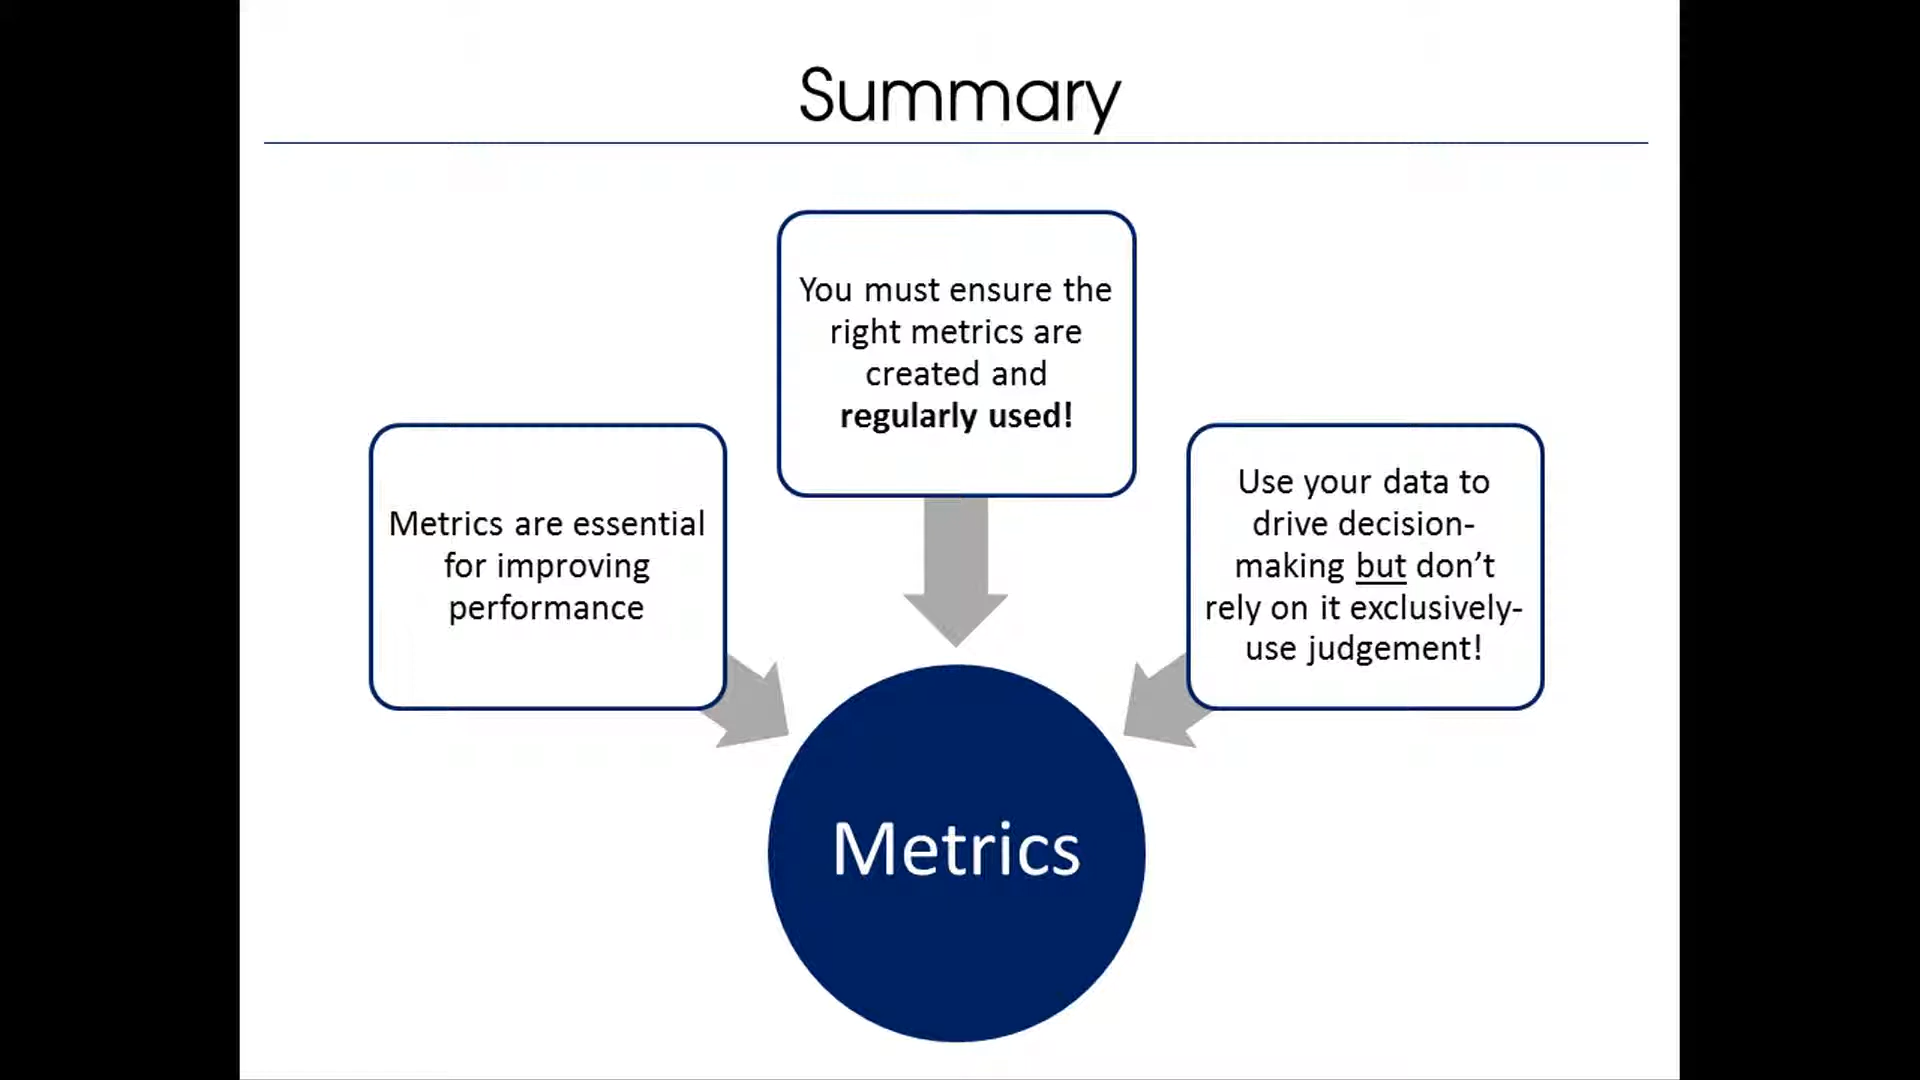 Summary
You must ensure the
right metrics are
created and
regularly used!
Metrics are essential
for improving
performance
Use your data to
drive decision-
making but don’t
rely on it exclusively-
use judgement!
Metrics